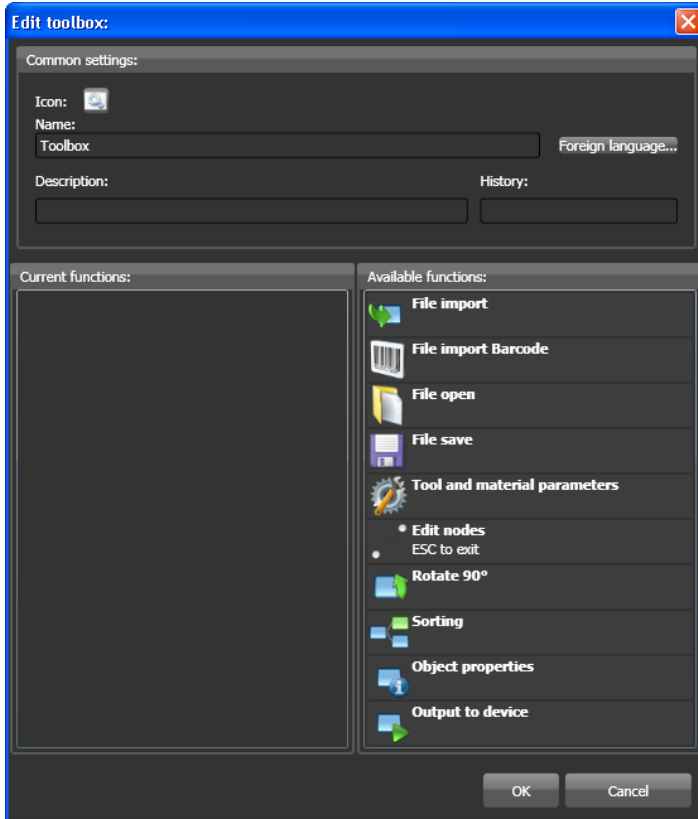 Edit toolbox:
Common settings:
Icon:
Name:
Toolbox
Foreign language...
Description:
History:
Current functions:
Available functions:
File import
File import Barcode
File open
File save
Tool and material parameters
Edit nodes
ESC to exit
Rotate 90°
Sorting
Object properties
Output to device
OK
Cancel